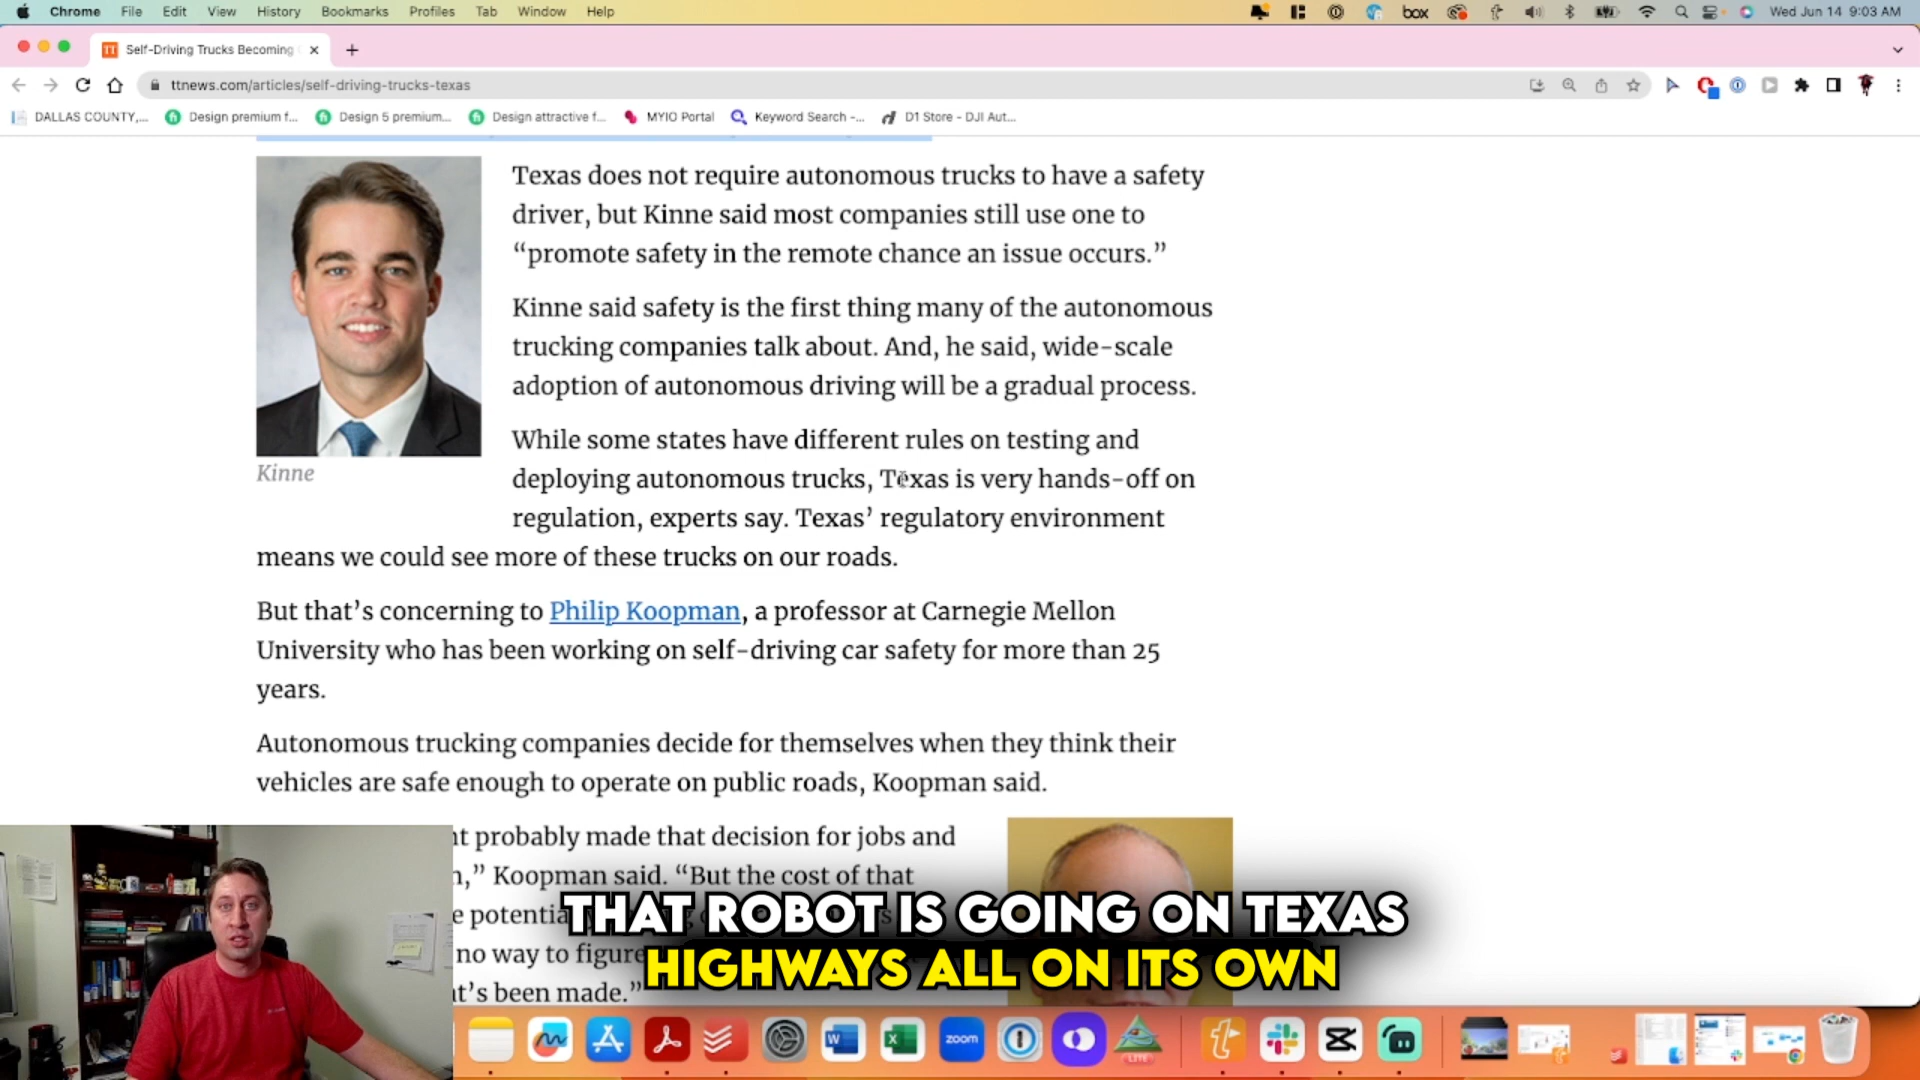 Chrome File Edit View History Bookmarks Profiles Tab Window Help
box
Wed Jun 14 9:03 AM
Self-Driving Trucks Becoming
ttnews.com/articles/self-driving-trucks-texas
DALLAS COUNTY,... Design premium f... Design 5 premium... Design attractive f... MYIO Portal Keyword Search -... D1 Store - DJI Aut...
Texas does not require autonomous trucks to have a safety
driver, but Kinne said most companies still use one to
“promote safety in the remote chance an issue occurs.”
Kinne said safety is the first thing many of the autonomous
trucking companies talk about. And, he said, wide-scale
adoption of autonomous driving will be a gradual process.
Kinne
While some states have different rules on testing and
deploying autonomous trucks, Texas is very hands-off on
regulation, experts say. Texas’ regulatory environment
means we could see more of these trucks on our roads.
But that’s concerning to Philip Koopman, a professor at Carnegie Mellon
University who has been working on self-driving car safety for more than 25
years.
Autonomous trucking companies decide for themselves when they think their
vehicles are safe enough to operate on public roads, Koopman said.
probably made that decision for jobs and
Koopman said. “But the cost of that
no way to figure
been made.”
THAT ROBOT IS GOING ON TEXAS
HIGHWAYS ALL ON ITS OWN
zoom
LITE